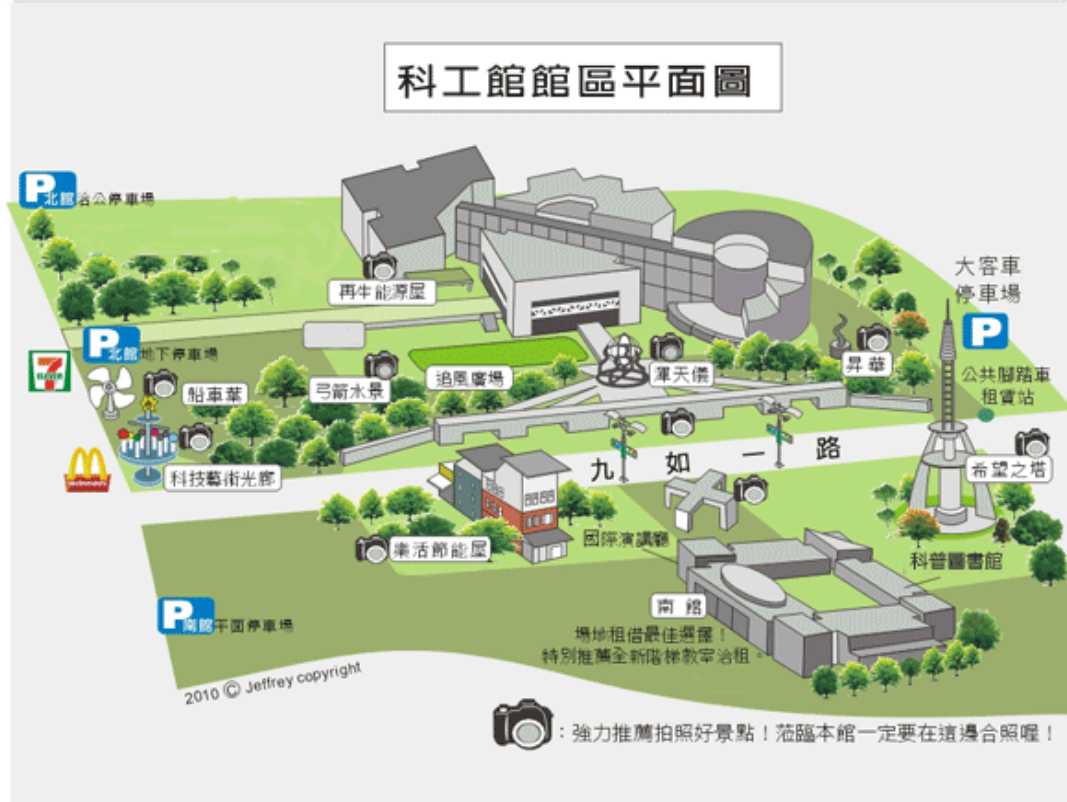 科工館館區平面圖
P北館洽公停車場
再生能源屋
大客車
停車場
P
P北館地下停車場
7
ELEVEN
船車葉
弓箭水景
追風廣場
渾天儀
昇華
公共腳踏車
租賃站
McDonald's
科技藝術光廊
九如一路
希望之塔
樂活節能屋
國際演講廳
科普圖書館
南館
P南館平面停車場
場地租借最佳選擇！
特別推薦全新階梯教室洽租。
2010 © Jeffrey copyright
：強力推薦拍照好景點！蒞臨本館一定要在這邊合照喔！